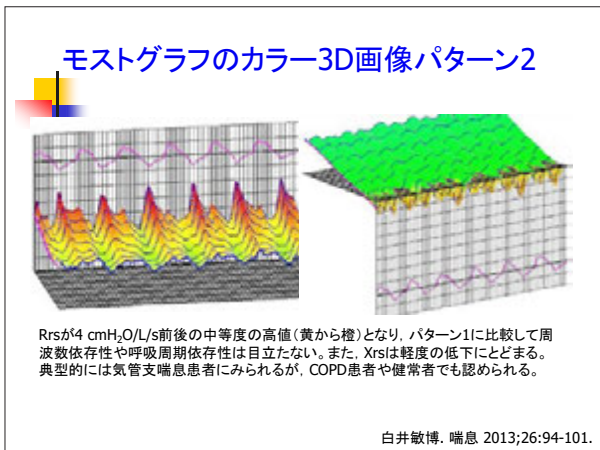 モストグラフのカラー3D画像パターン2
Rrsが4 cmH₂O/L/s前後の中等度の高値(黄から橙)となり，パターン1に比較して周
波数依存性や呼吸周期依存性は目立たない。また，Xrsは軽度の低下にとどまる。
典型的には気管支喘息患者にみられるが，COPD患者や健常者でも認められる。
白井敏博. 喘息 2013;26:94-101.